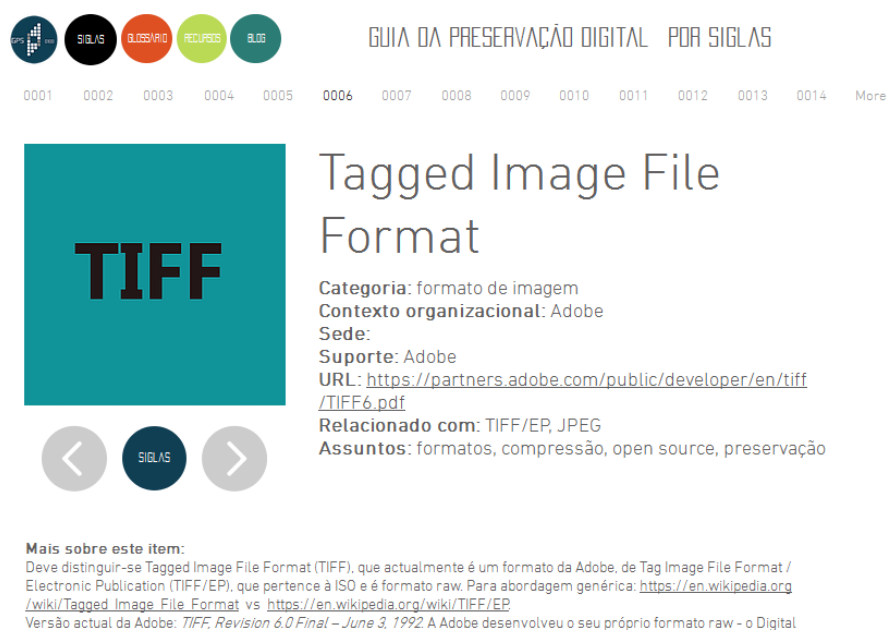 GPS DOC SIGLAS GLOSSÁRIO RECURSOS BLOG GUIA DA PRESERVAÇÃO DIGITAL POR SIGLAS
0001 0002 0003 0004 0005 0006 0007 0008 0009 0010 0011 0012 0013 0014 More
TIFF
Tagged Image File
Format
Categoria: formato de imagem
Contexto organizacional: Adobe
Sede:
Suporte: Adobe
URL: https://partners.adobe.com/public/developer/en/tiff
/TIFF6.pdf
Relacionado com: TIFF/EP, JPEG
Assuntos: formatos, compressão, open source, preservação
SIGLAS
Mais sobre este item:
Deve distinguir-se Tagged Image File Format (TIFF), que actualmente é um formato da Adobe, de Tag Image File Format /
Electronic Publication (TIFF/EP), que pertence à ISO e é formato raw. Para abordagem genérica: https://en.wikipedia.org
/wiki/Tagged_Image_File_Format vs https://en.wikipedia.org/wiki/TIFF/EP
Versão actual da Adobe: TIFF, Revision 6.0 Final – June 3, 1992. A Adobe desenvolveu o seu próprio formato raw - o Digital